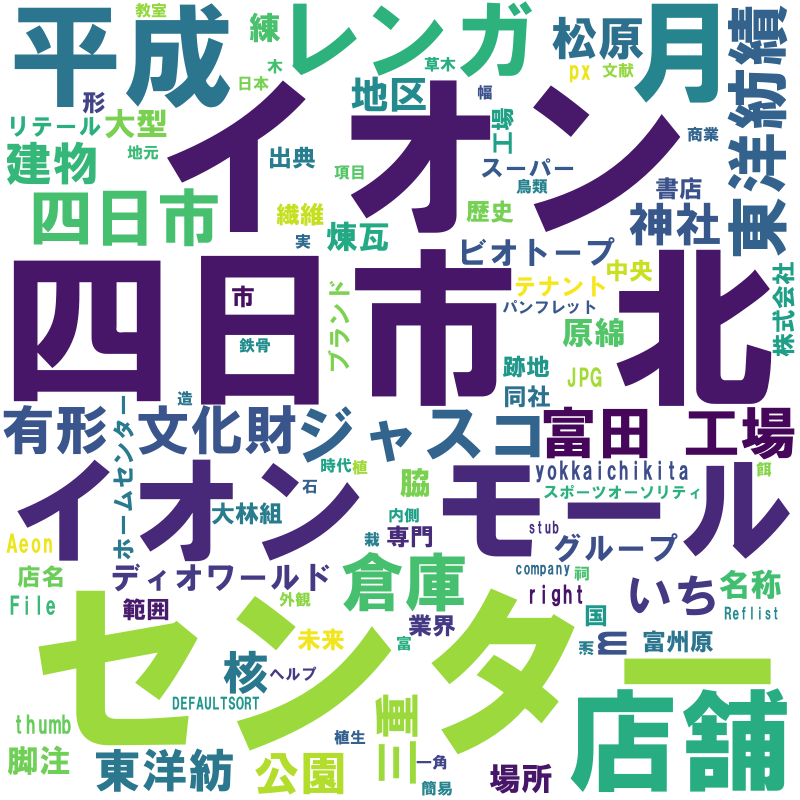 教室
平成
練
レンガ
松原
月
東洋紡績
木
草木
日本
px
文献
形
地区
幅
リテール
大型
イオン
工場
商業
建物
地元
出典
項目
スーパー
鳥類
書店
四日市
繊維
歴史
神社
実
煉瓦
ビオトープ
中央
四日市 北
市
ブランド
テナント
パンフレット
株式会社
原綿
鉄骨
跡地
JPG
造
同社
有形
文化財
ジャスコ
富田 工場
ホームセンター
時代
植
脇
yokkaichikita
餌
イオン モール
石
スポーツオーソリティ
大林組
内側
stub
Aeon
栽
専門
グループ
店名
ディオワールド
倉庫
company
祠
いち
名称
File
範囲
外観
right
国
Reflist
センター
未来
業界
富
m
富州原
核
ヘルプ
店舗
DEFAULTSORT
thumb
三重
植生
脚注
東洋紡
公園
一角
簡易
場所